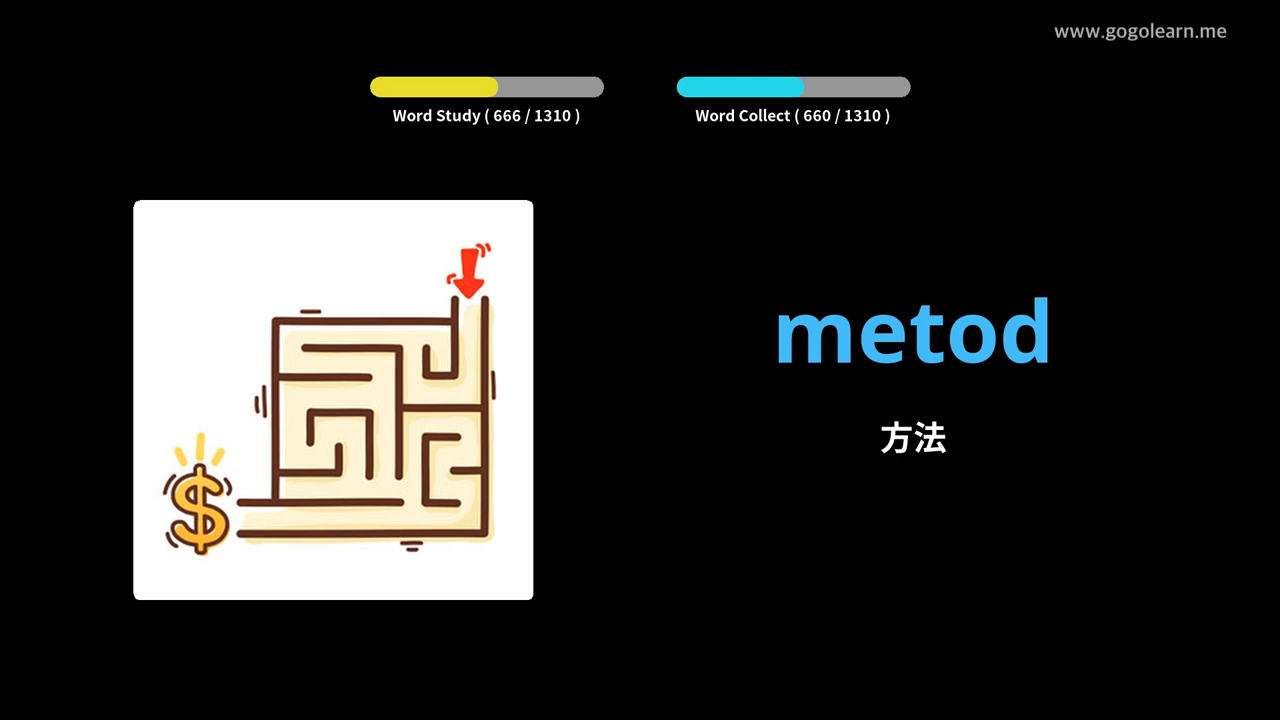 www.gogolearn.me
Word Study ( 666 / 1310 )
Word Collect ( 660 / 1310 )
metod
方法
$